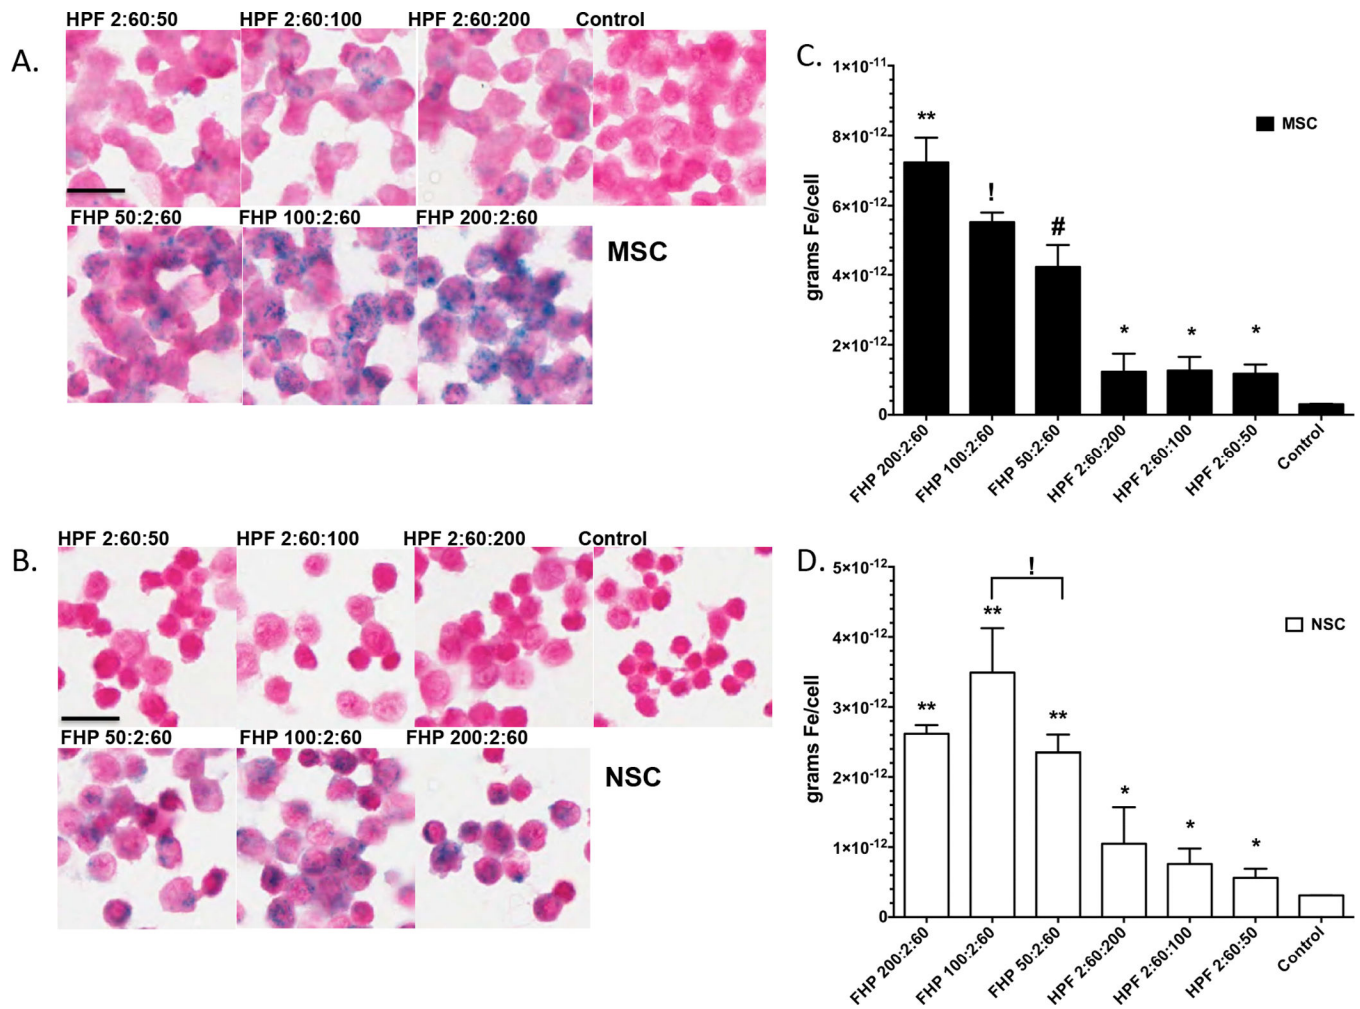 HPF 2:60:50 HPF 2:60:100 HPF 2:60:200 Control
A.
FHP 50:2:60 FHP 100:2:60 FHP 200:2:60
MSC
C.
1×10-11
8×10-12
6×10-12
4×10-12
2×10-12
0
grams Fe/cell
** ! # * * *
MSC
FHP 200:2:60
FHP 100:2:60
FHP 50:2:60
HPF 2:60:200
HPF 2:60:100
HPF 2:60:50
Control
HPF 2:60:50 HPF 2:60:100 HPF 2:60:200 Control
B.
FHP 50:2:60 FHP 100:2:60 FHP 200:2:60
NSC
D.
5×10-12
4×10-12
3×10-12
2×10-12
1×10-12
0
grams Fe/cell
!
** ** ** * * *
NSC
FHP 200:2:60
FHP 100:2:60
FHP 50:2:60
HPF 2:60:200
HPF 2:60:100
HPF 2:60:50
Control